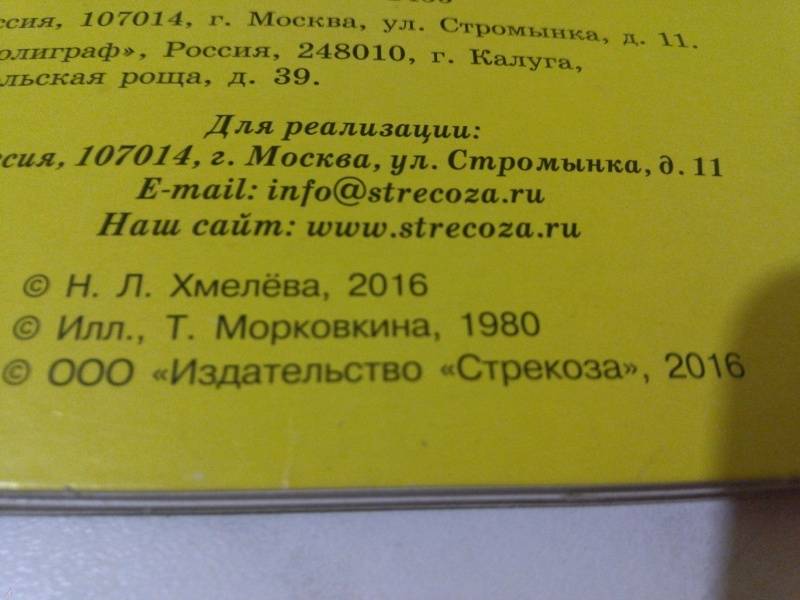 ссия, 107014, г. Москва, ул. Стромынка, д. 11.
олиграф», Россия, 248010, г. Калуга,
льская роща, д. 39.
Для реализации:
ссия, 107014, г. Москва, ул. Стромынка, д. 11
E-mail: info@strecoza.ru
Наш сайт: www.strecoza.ru
© Н. Л. Хмелёва, 2016
© Илл., Т. Морковкина, 1980
© ООО «Издательство «Стрекоза», 2016